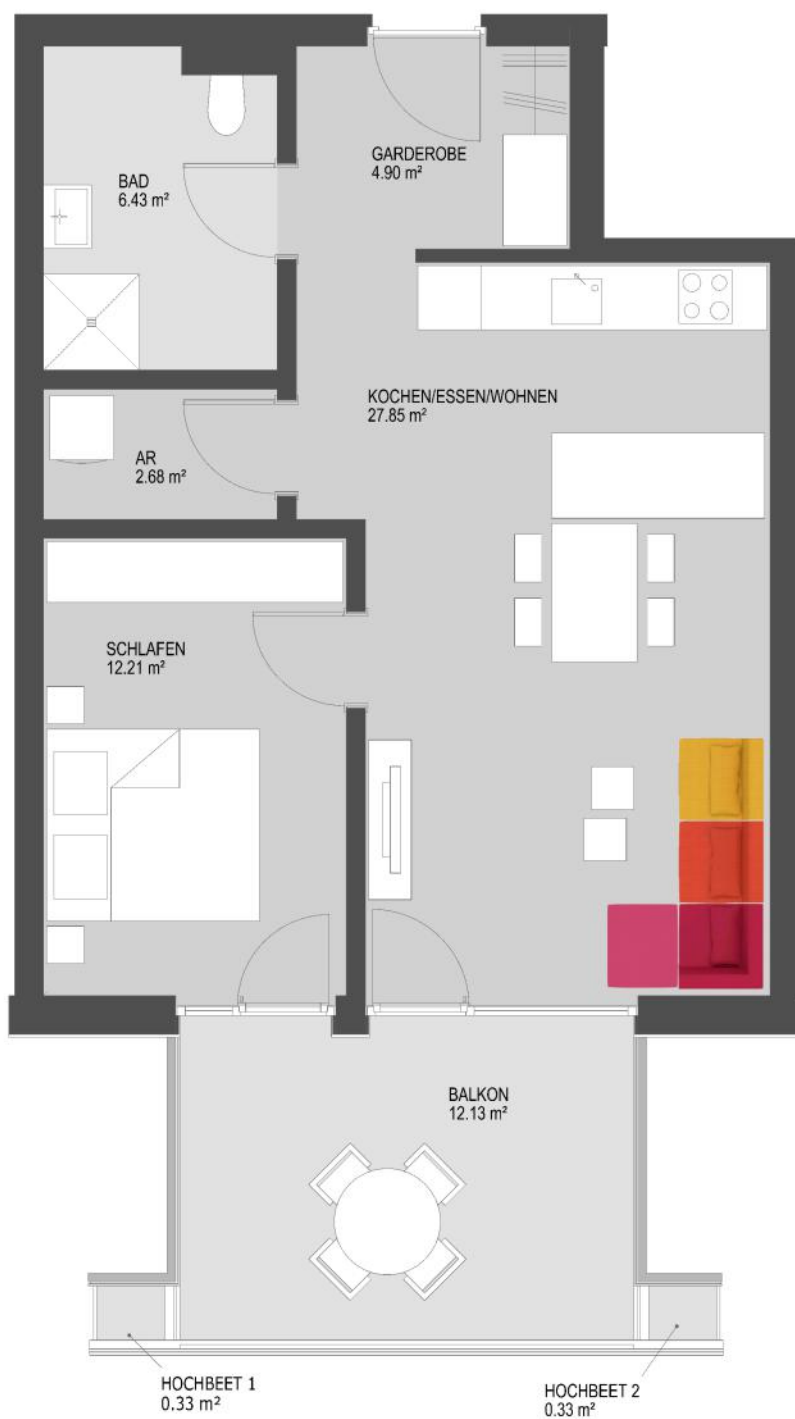 GARDEROBE
4.90 m²
BAD
6.43 m²
KOCHEN/ESSEN/WOHNEN
27.85 m²
AR
2.68 m²
SCHLAFEN
12.21 m²
BALKON
12.13 m²
HOCHBEET 1
0.33 m²
HOCHBEET 2
0.33 m²